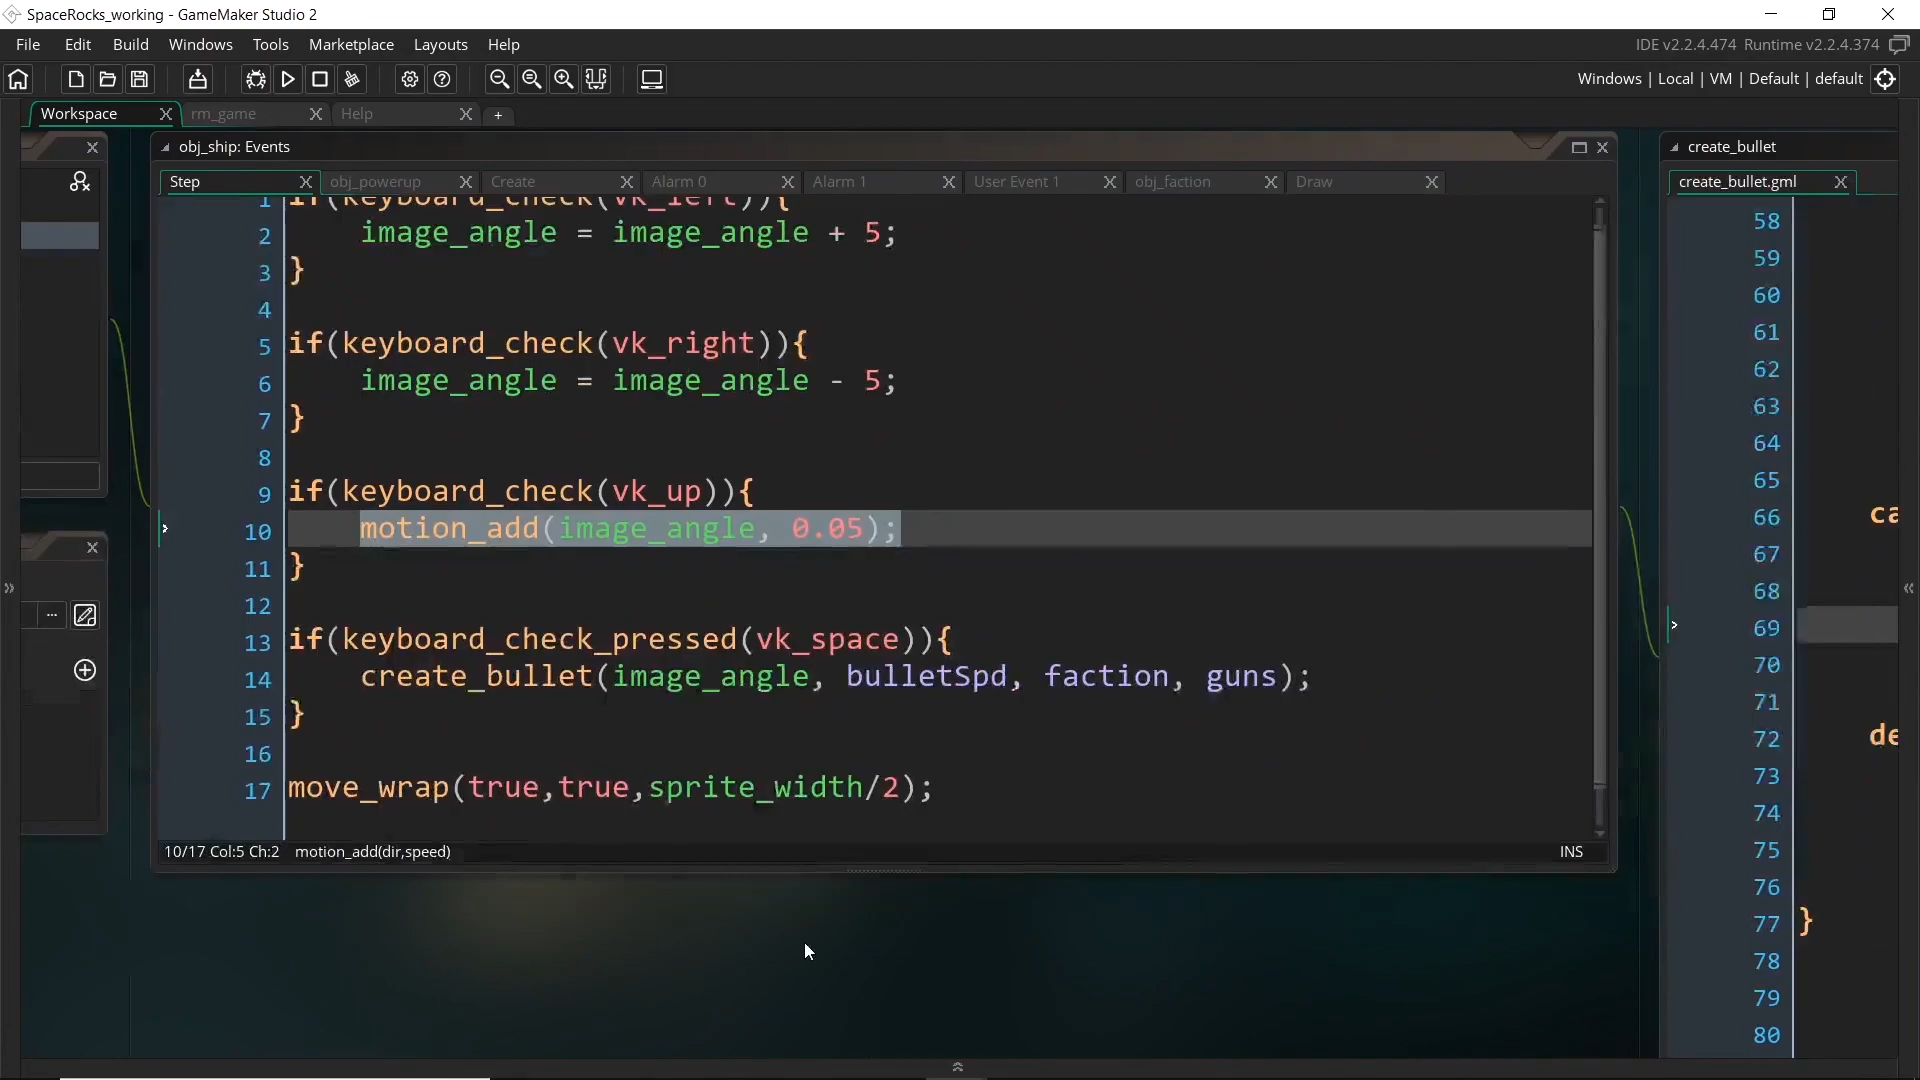 SpaceRocks_working - GameMaker Studio 2
File Edit Build Windows Tools Marketplace Layouts Help
IDE v2.2.4.474 Runtime v2.2.4.374
Windows | Local | VM | Default | default
Workspace rm_game Help
obj_ship: Events
Step obj_powerup Create Alarm 0 Alarm 1 User Event 1 obj_faction Draw
1 if(keyboard_check(vk_left)){
2 image_angle = image_angle + 5;
3 }
4
5 if(keyboard_check(vk_right)){
6 image_angle = image_angle - 5;
7 }
8
9 if(keyboard_check(vk_up)){
10 motion_add(image_angle, 0.05);
11 }
12
13 if(keyboard_check_pressed(vk_space)){
14 create_bullet(image_angle, bulletSpd, faction, guns);
15 }
16
17 move_wrap(true,true,sprite_width/2);
10/17 Col:5 Ch:2 motion_add(dir,speed)
INS
create_bullet
create_bullet.gml
58
59
60
61
62
63
64
65
66 ca
67
68
69
70
71
72 de
73
74
75
76
77 }
78
79
80